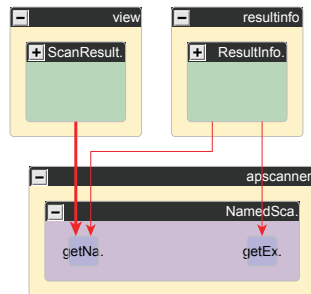 view
resultinfo
ScanResult.
ResultInfo.
apscanner
NamedSca.
getNa.
getEx.